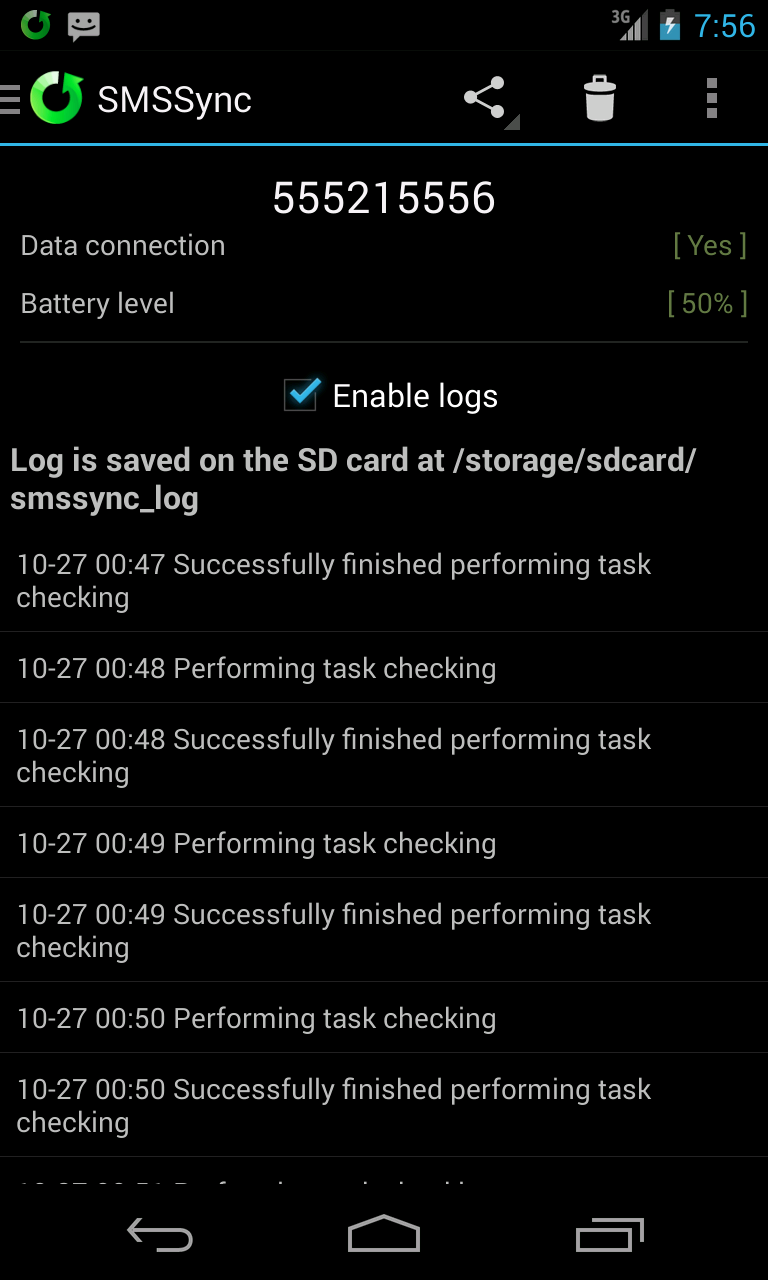 3G 7:56
SMSSync
555215556
Data connection [ Yes ]
Battery level [ 50% ]
Enable logs
Log is saved on the SD card at /storage/sdcard/
smssync_log
10-27 00:47 Successfully finished performing task
checking
10-27 00:48 Performing task checking
10-27 00:48 Successfully finished performing task
checking
10-27 00:49 Performing task checking
10-27 00:49 Successfully finished performing task
checking
10-27 00:50 Performing task checking
10-27 00:50 Successfully finished performing task
checking